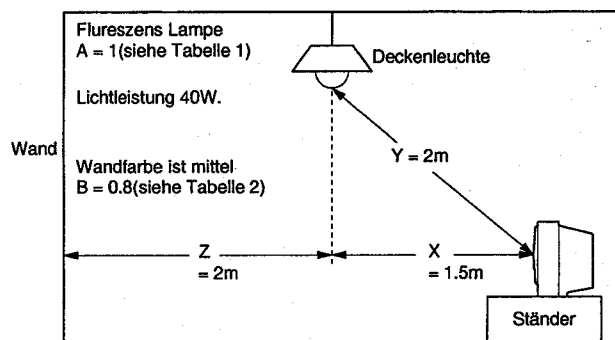 Flureszens Lampe
A = 1(siehe Tabelle 1)
Lichtleistung 40W.
Deckenleuchte
Wand
Wandfarbe ist mittel
B = 0.8(siehe Tabelle 2)
Y = 2m
Z
= 2m
X
= 1.5m
Ständer